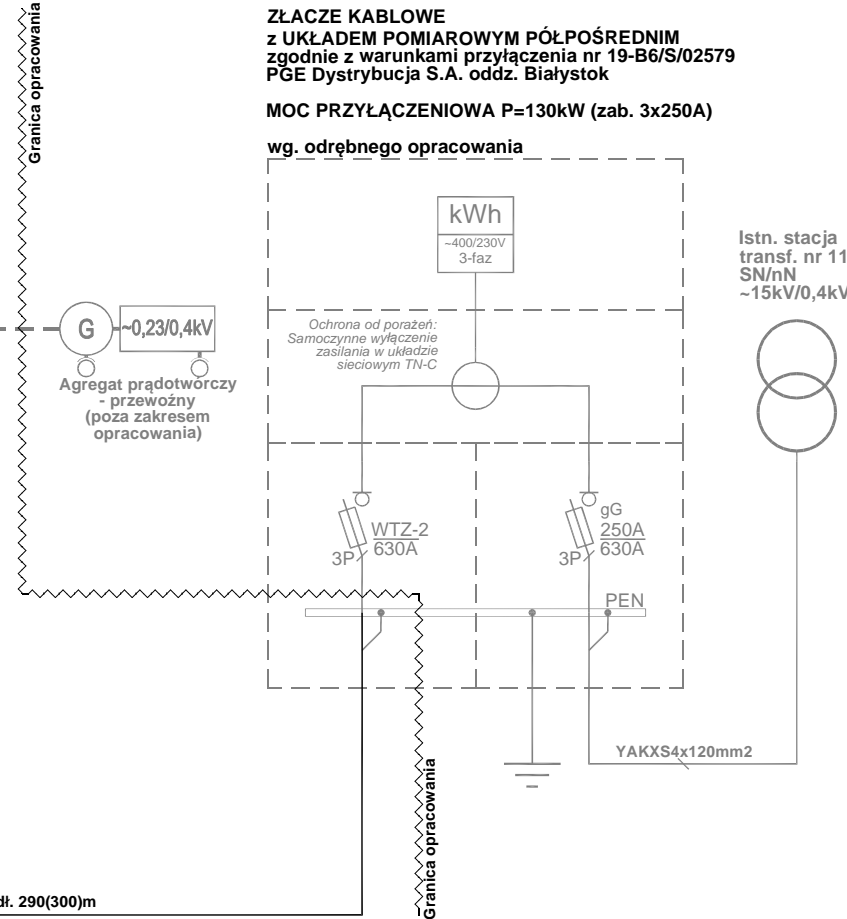 ZŁACZE KABLOWE
z UKŁADEM POMIAROWYM PÓŁPOŚREDNIM
zgodnie z warunkami przyłączenia nr 19-B6/S/02579
PGE Dystrybucja S.A. oddz. Białystok
MOC PRZYŁĄCZENIOWA P=130kW (zab. 3x250A)
wg. odrębnego opracowania
Granica opracowania
kWh
~400/230V
3-faz
Istn. stacja
transf. nr 11
SN/nN
~15kV/0,4kV
G
~0,23/0,4kV
Agregat prądotwórczy
- przewoźny
(poza zakresem
opracowania)
Ochrona od porażeń:
Samoczynne wyłączenie
zasilania w układzie
sieciowym TN-C
WTZ-2
630A
3P
gG
250A
630A
3P
PEN
YAKXS4x120mm2
Granica opracowania
dł. 290(300)m